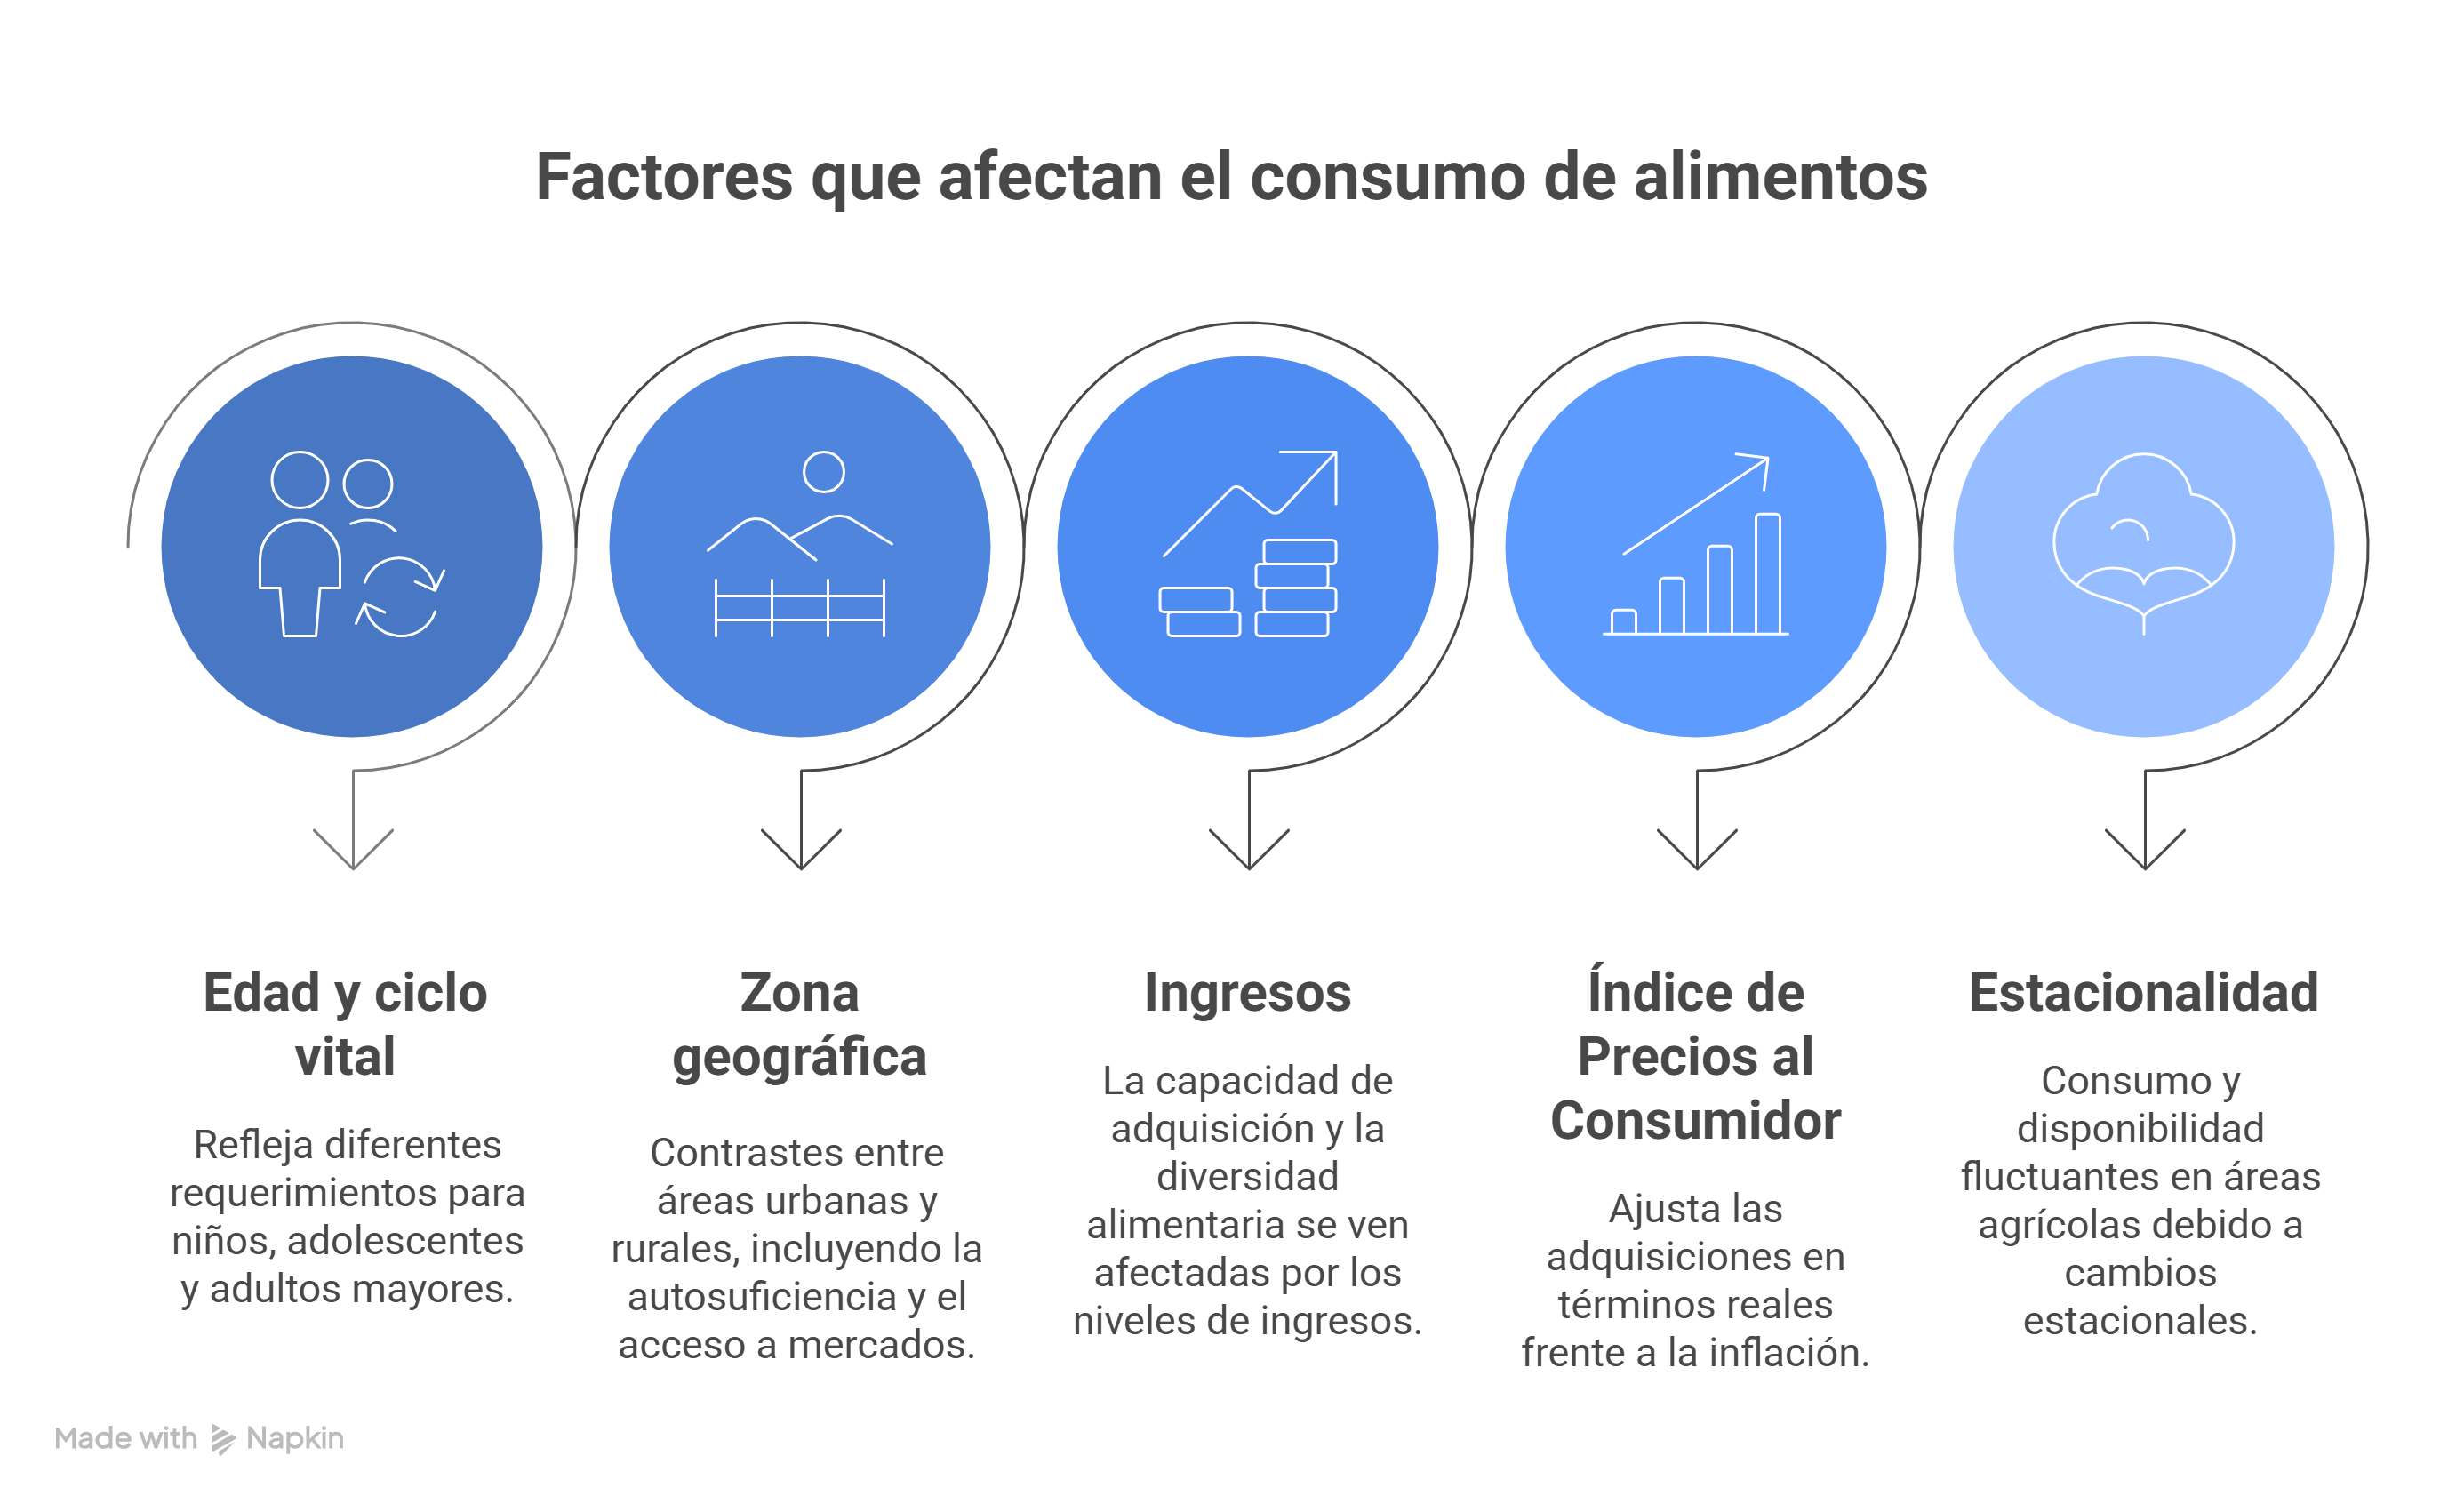 Factores que afectan el consumo de alimentos
Edad y ciclo
vital
Refleja diferentes
requerimientos para
niños, adolescentes
y adultos mayores.
Zona
geográfica
Contrastes entre
áreas urbanas y
rurales, incluyendo la
autosuficiencia y el
acceso a mercados.
Ingresos
La capacidad de
adquisición y la
diversidad
alimentaria se ven
afectadas por los
niveles de ingresos.
Índice de
Precios al
Consumidor
Ajusta las
adquisiciones en
términos reales
frente a la inflación.
Estacionalidad
Consumo y
disponibilidad
fluctuantes en áreas
agrícolas debido a
cambios
estacionales.
Made with Napkin